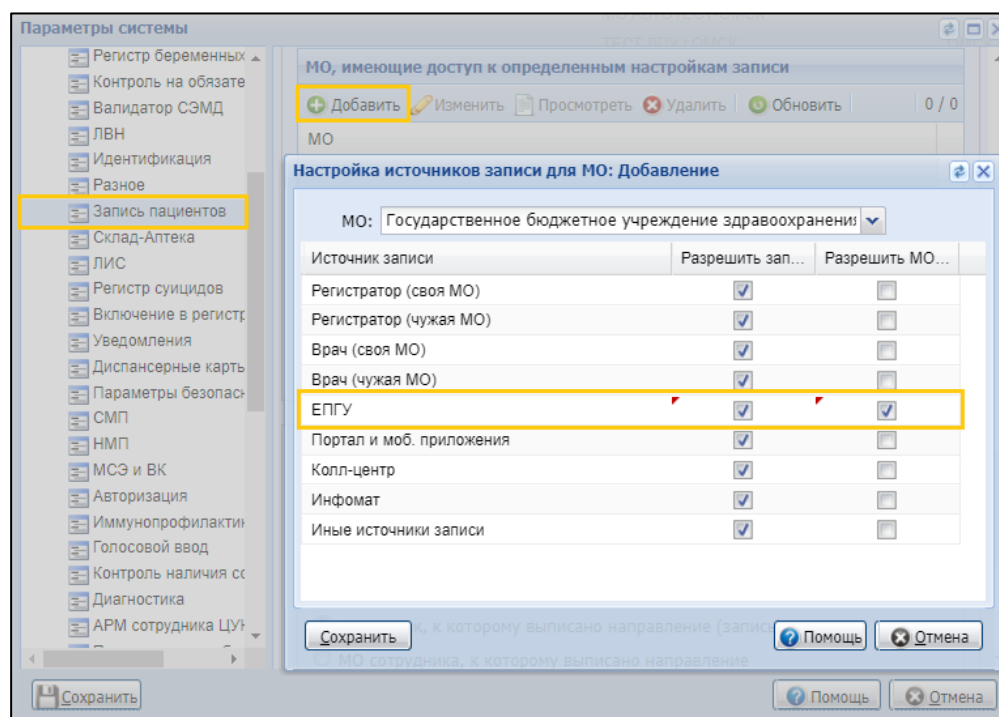 Параметры системы
Регистр беременных
Контроль на обязате
Валидатор СЭМД
ЛВН
Идентификация
Разное
Запись пациентов
Склад-Аптека
ЛИС
Регистр суицидов
Включение в регистр
Уведомления
Диспансерные карты
Параметры безопасн
СМП
НМП
МСЭ и ВК
Авторизация
Иммунопрофилактик
Голосовой ввод
Контроль наличия со
Диагностика
АРМ сотрудника ЦУК
МО, имеющие доступ к определенным настройкам записи
Добавить Изменить Просмотреть Удалить Обновить 0 / 0
МО
Настройка источников записи для МО: Добавление
МО: Государственное бюджетное учреждение здравоохранения
Источник записи Разрешить зап... Разрешить МО...
Регистратор (своя МО)
Регистратор (чужая МО)
Врач (своя МО)
Врач (чужая МО)
ЕПГУ
Портал и моб. приложения
Колл-центр
Инфомат
Иные источники записи
к, к которому выписано направление (запись
Сохранить Помощь Отмена
МО сотрудника, к которому выписано направление
Сохранить Помощь Отмена